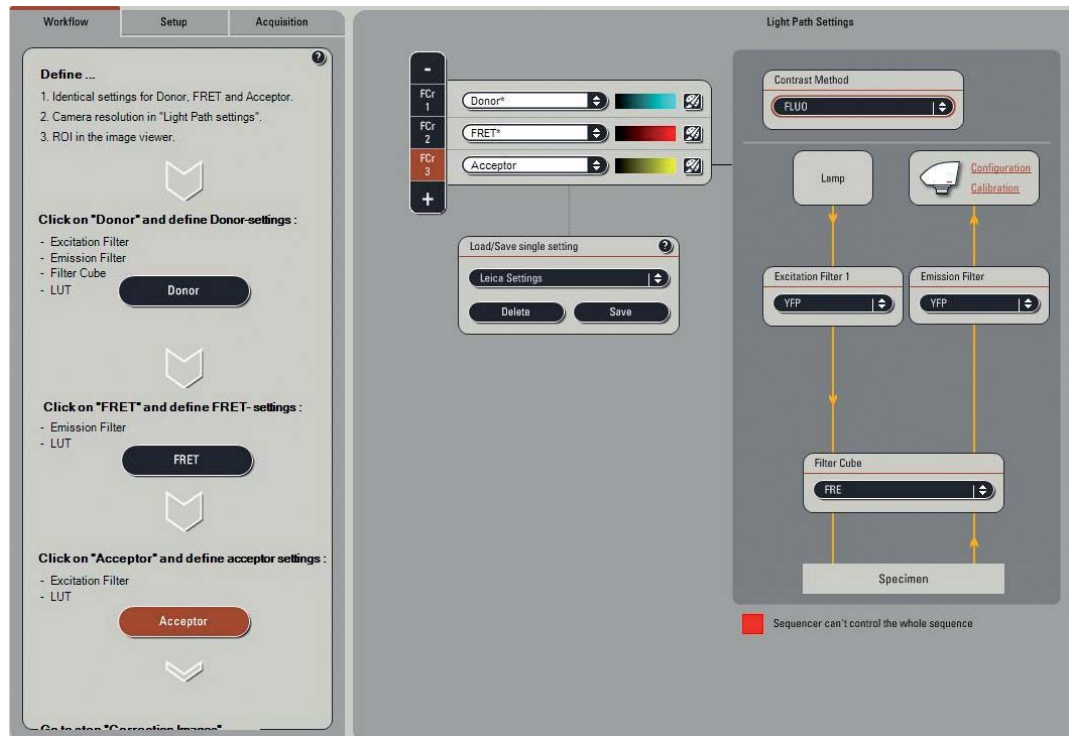 Workflow
Setup
Acquisition
Define ...
1. Identical settings for Donor, FRET and Acceptor.
2. Camera resolution in "Light Path settings".
3. ROI in the image viewer.
Click on "Donor" and define Donor-settings :
- Excitation Filter
- Emission Filter
- Filter Cube
- LUT
Donor
Click on "FRET" and define FRET- settings :
- Emission Filter
- LUT
FRET
Click on "Acceptor" and define acceptor settings :
- Excitation Filter
- LUT
Acceptor
Go to step "Correction Images"
-
FCr
1
Donor*
FCr
2
FRET*
FCr
3
Acceptor
+
Load/Save single setting
?
Leica Settings
Delete
Save
Light Path Settings
Contrast Method
FLUO
Lamp
Configuration
Calibration
Excitation Filter 1
YFP
Emission Filter
YFP
Filter Cube
FRE
Specimen
Sequencer can't control the whole sequence